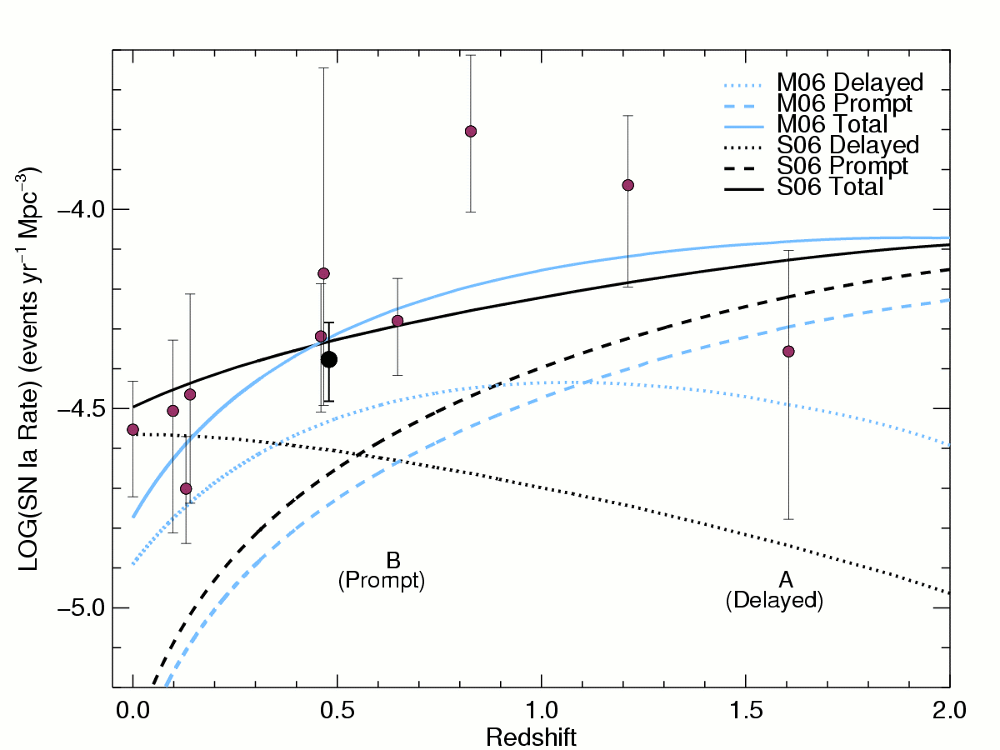 M06 Delayed
M06 Prompt
M06 Total
S06 Delayed
S06 Prompt
S06 Total
LOG(SN Ia Rate) (events yr⁻¹ Mpc⁻³)
−4.0
−4.5
−5.0
B
(Prompt)
A
(Delayed)
0.0 0.5 1.0 1.5 2.0
Redshift